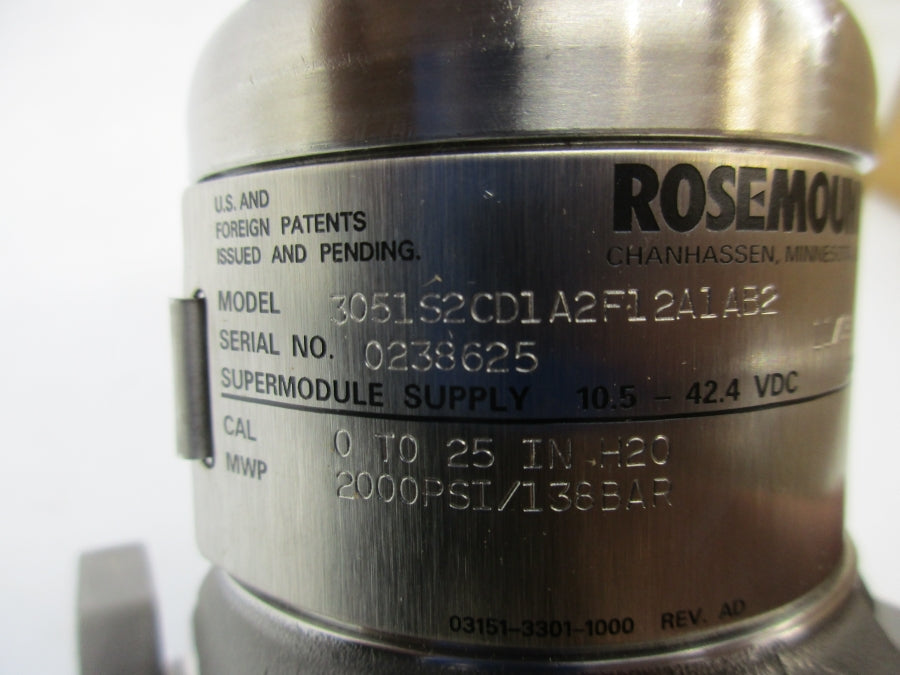 U.S. AND
FOREIGN PATENTS
ISSUED AND PENDING.
ROSEMOUN
CHANHASSEN, MINNESOTA
MODEL 3051S2CD1A2F12A1AB2
SERIAL NO. 0238625
SUPERMODULE SUPPLY 10.5 – 42.4 VDC
CAL 0 TO 25 IN H2O
MWP 2000PSI/138BAR
03151-3301-1000 REV. AD